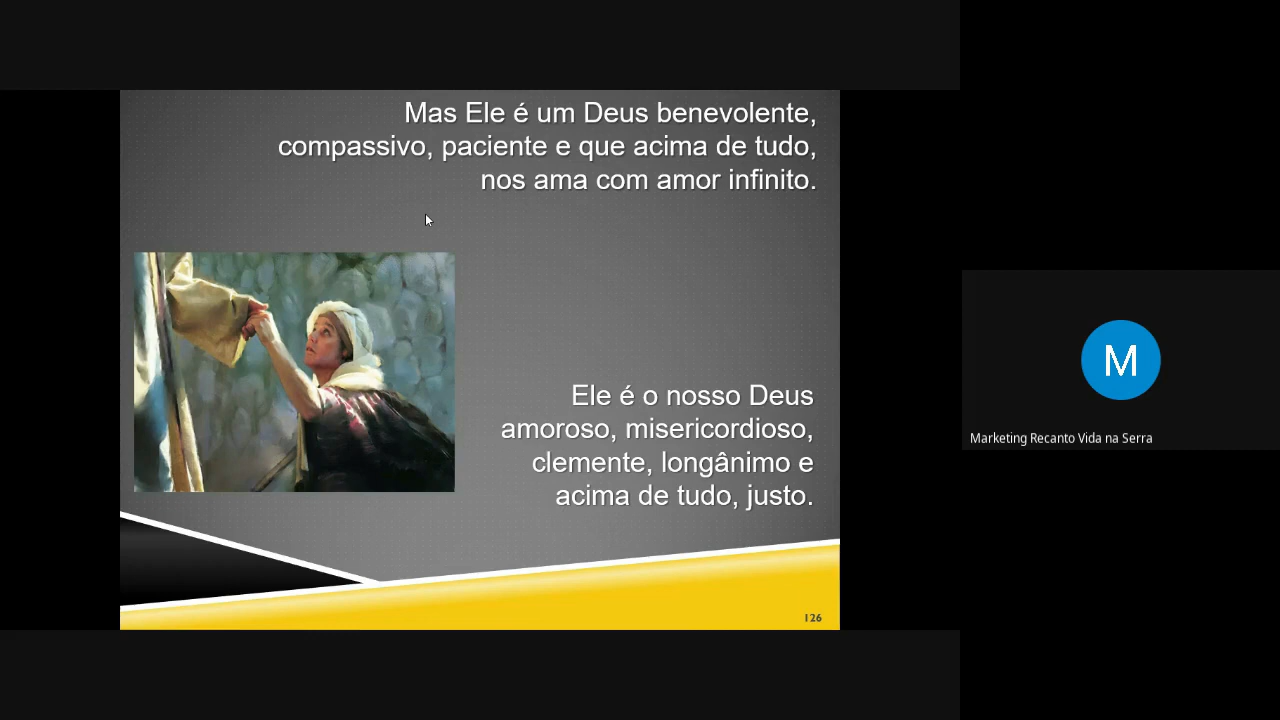 Mas Ele é um Deus benevolente,
compassivo, paciente e que acima de tudo,
nos ama com amor infinito.
Ele é o nosso Deus
amoroso, misericordioso,
clemente, longânimo e
acima de tudo, justo.
126
M
Marketing Recanto Vida na Serra